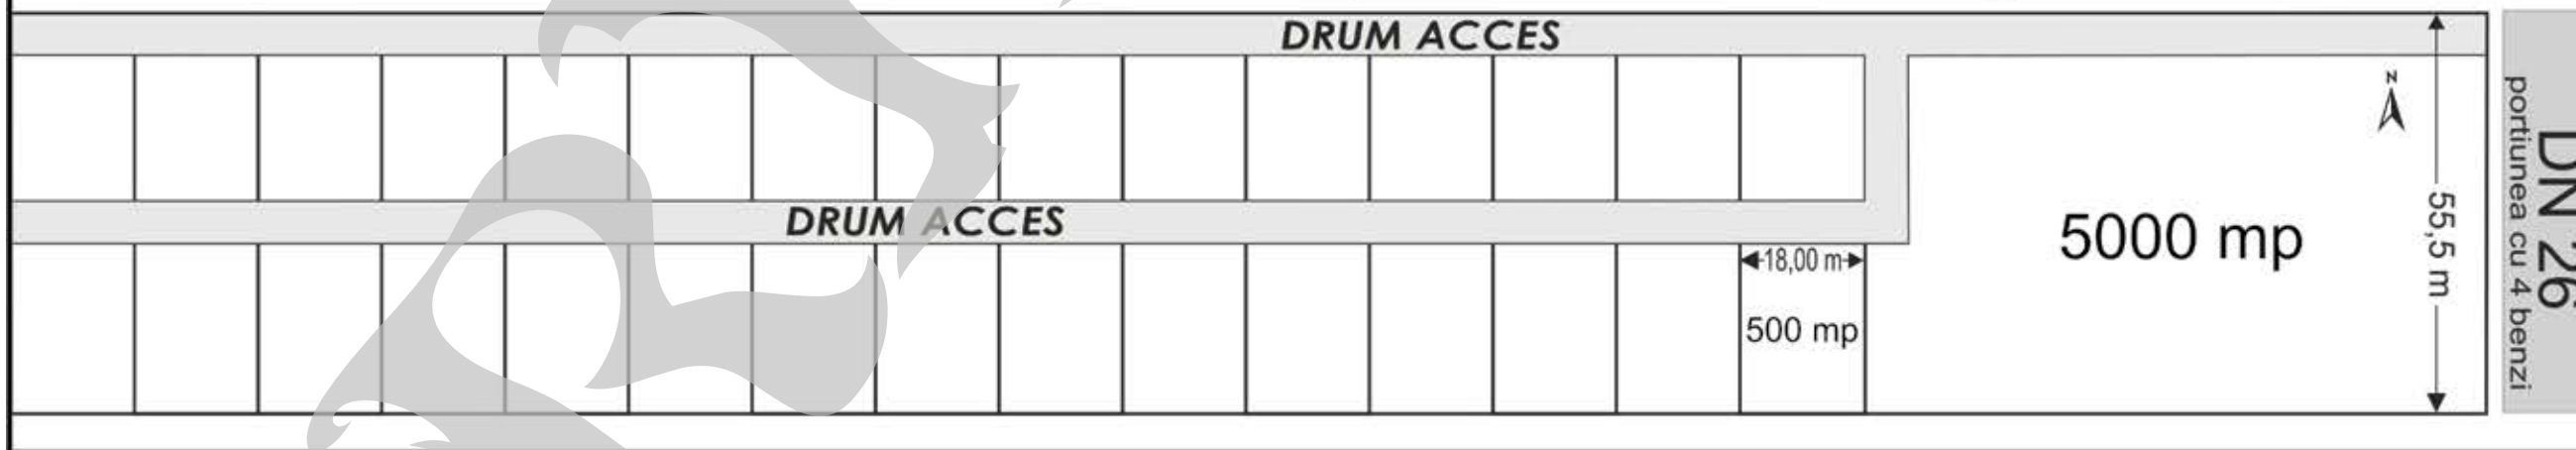 DRUM ACCES
DRUM ACCES
18,00 m
500 mp
5000 mp
z
55,5 m
portiunea cu 4 benzi
DN 26